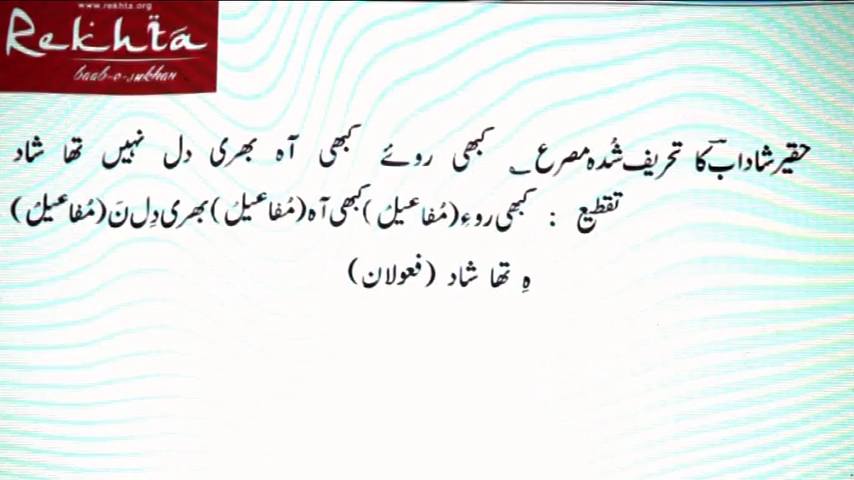 www.rekhta.org
Rekhta
baab-o-sukhan
حقیر شادابؔ کا تحریف شُدہ مصرع ؎ کبھی روئے کبھی آہ بھری دل نہیں تھا شاد
تقطیع : کبھی روءِ (مُفاعیلُ) کبھی آہ (مُفاعیلُ) بھری دِل نَ (مُفاعیلُ)
ہِ تھا شاد (فعولان)